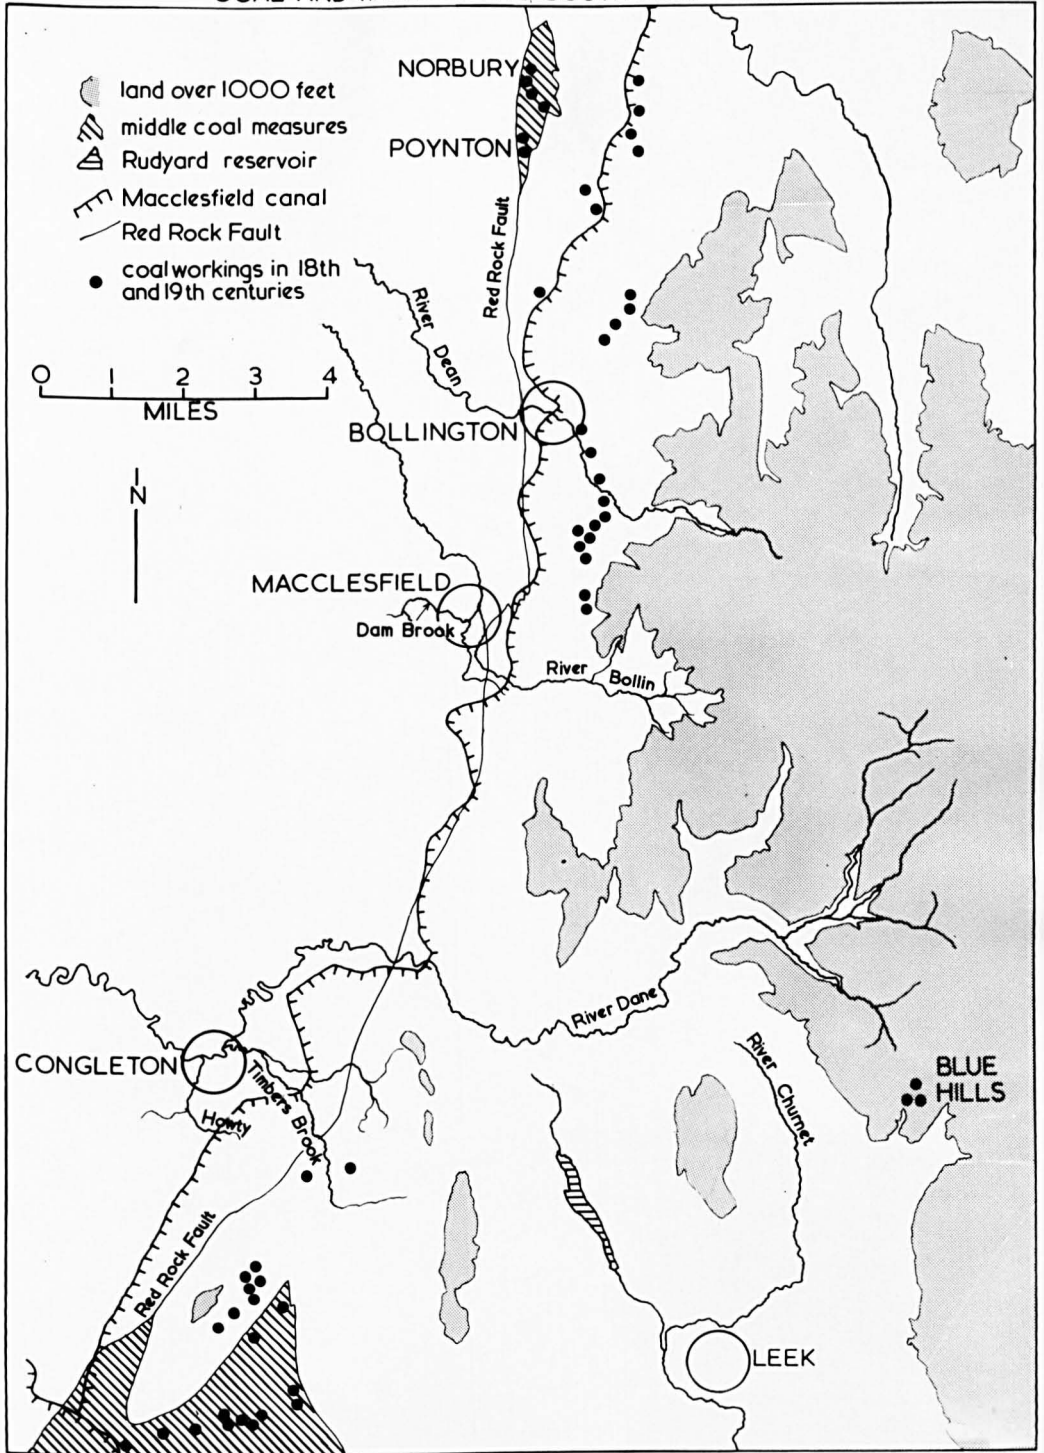 NORBURY
land over 1000 feet
middle coal measures
POYNTON
Rudyard reservoir
Macclesfield canal
Red Rock Fault
Red Rock Fault
coal workings in 18th
and 19th centuries
River Dean
0 1 2 3 4
MILES
BOLLINGTON
N
MACCLESFIELD
Dam Brook
River Bollin
River Dane
CONGLETON
Timbers Brook
River Churnet
BLUE
HILLS
Howty
Red Rock Fault
LEEK